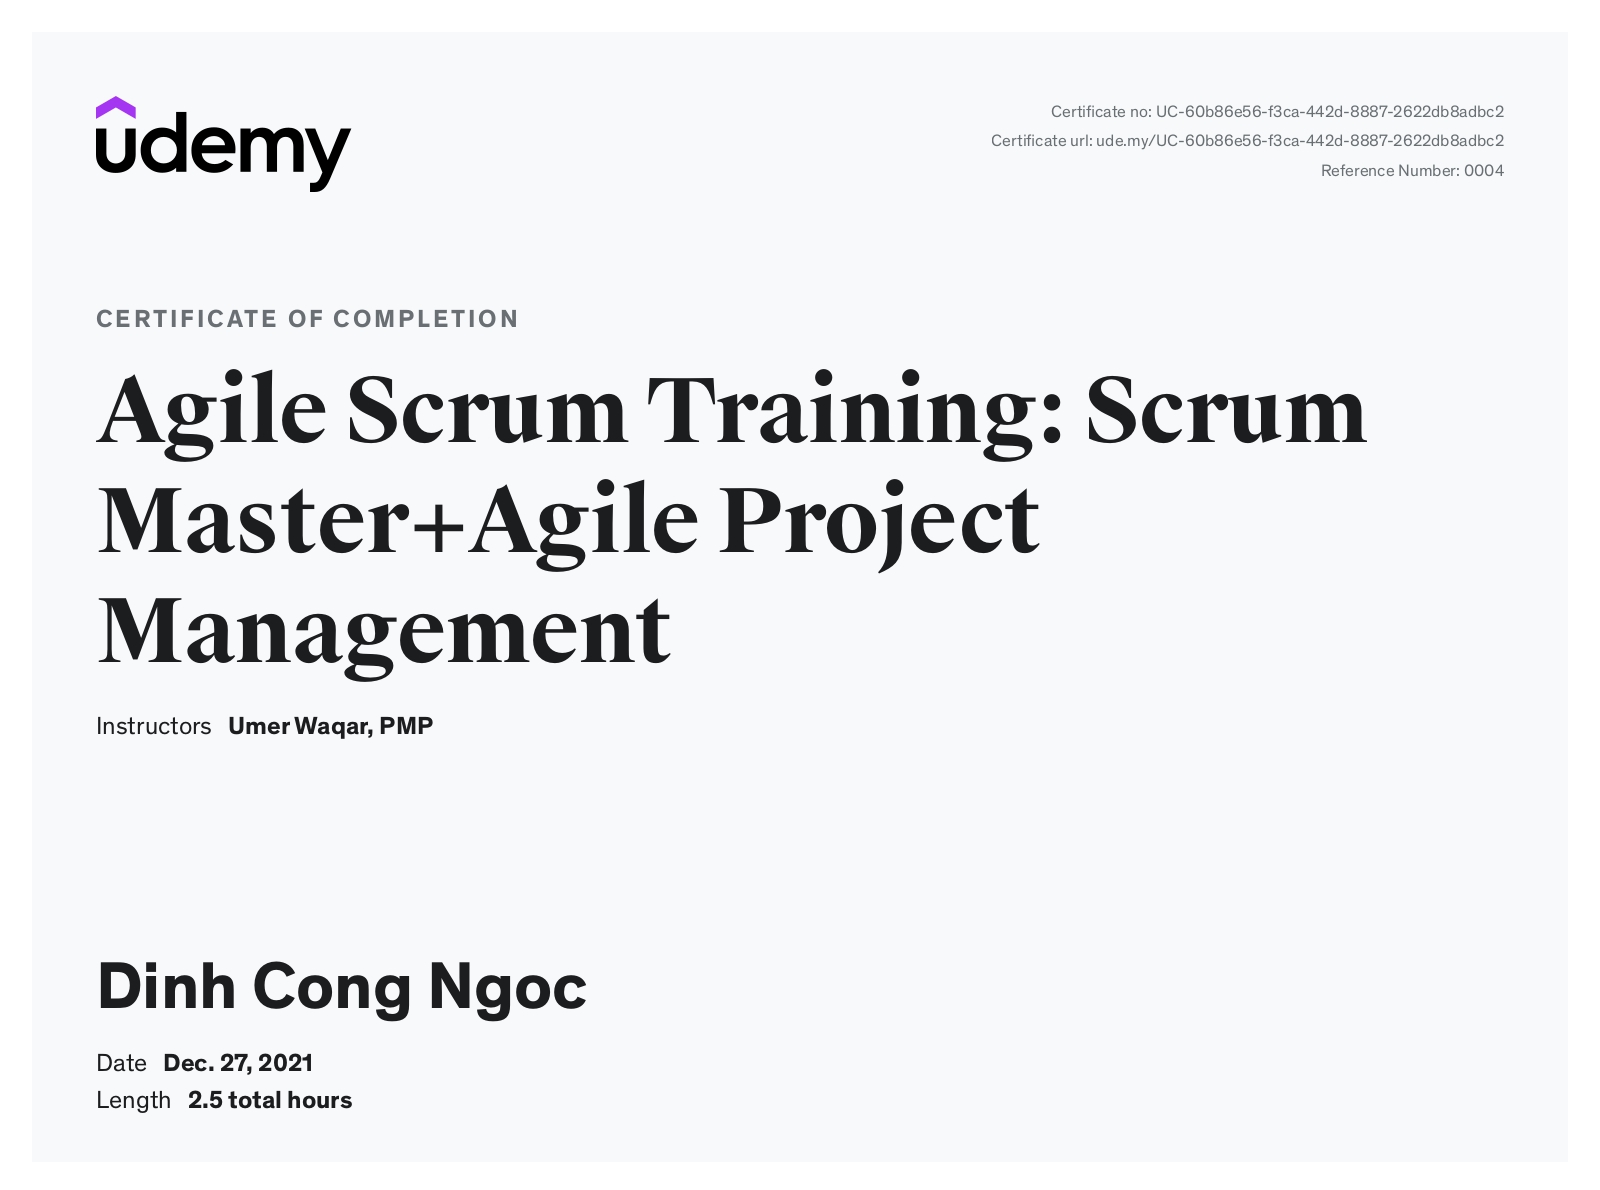 udemy
Certificate no: UC-60b86e56-f3ca-442d-8887-2622db8adbc2
Certificate url: ude.my/UC-60b86e56-f3ca-442d-8887-2622db8adbc2
Reference Number: 0004
CERTIFICATE OF COMPLETION
Agile Scrum Training: Scrum
Master+Agile Project
Management
Instructors Umer Waqar, PMP
Dinh Cong Ngoc
Date Dec. 27, 2021
Length 2.5 total hours